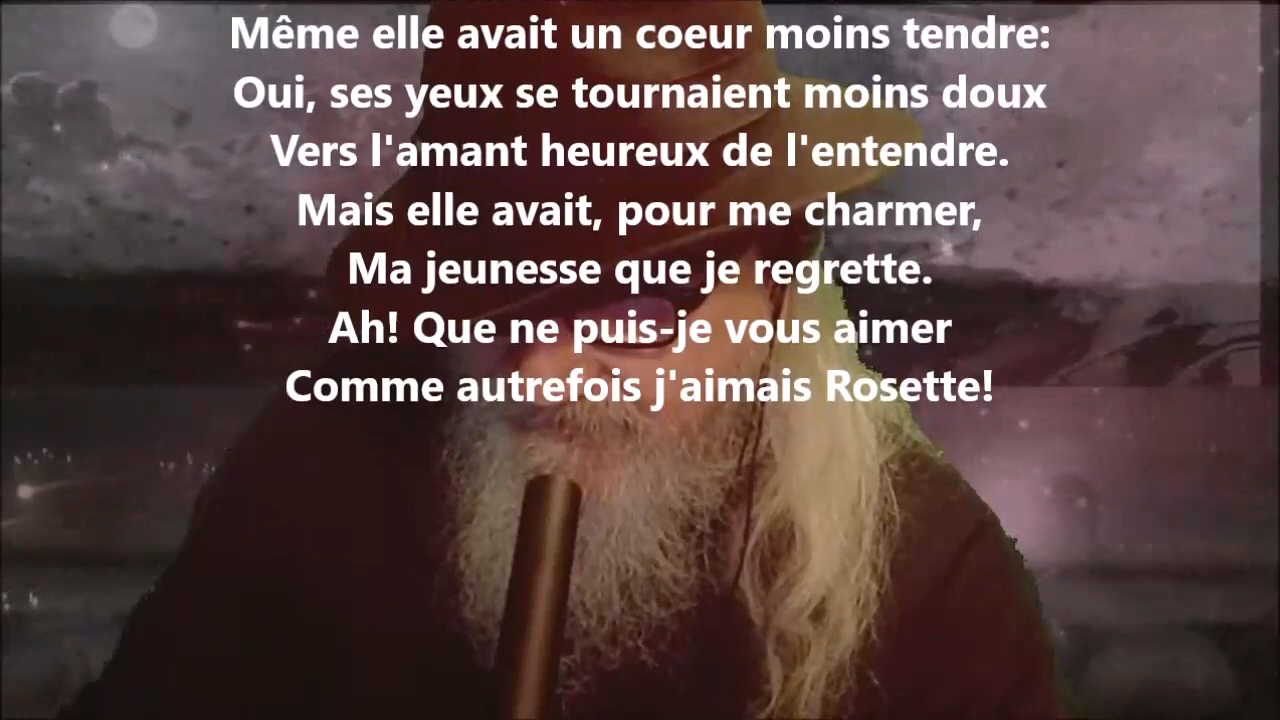 Même elle avait un coeur moins tendre:
Oui, ses yeux se tournaient moins doux
Vers l'amant heureux de l'entendre.
Mais elle avait, pour me charmer,
Ma jeunesse que je regrette.
Ah! Que ne puis-je vous aimer
Comme autrefois j'aimais Rosette!